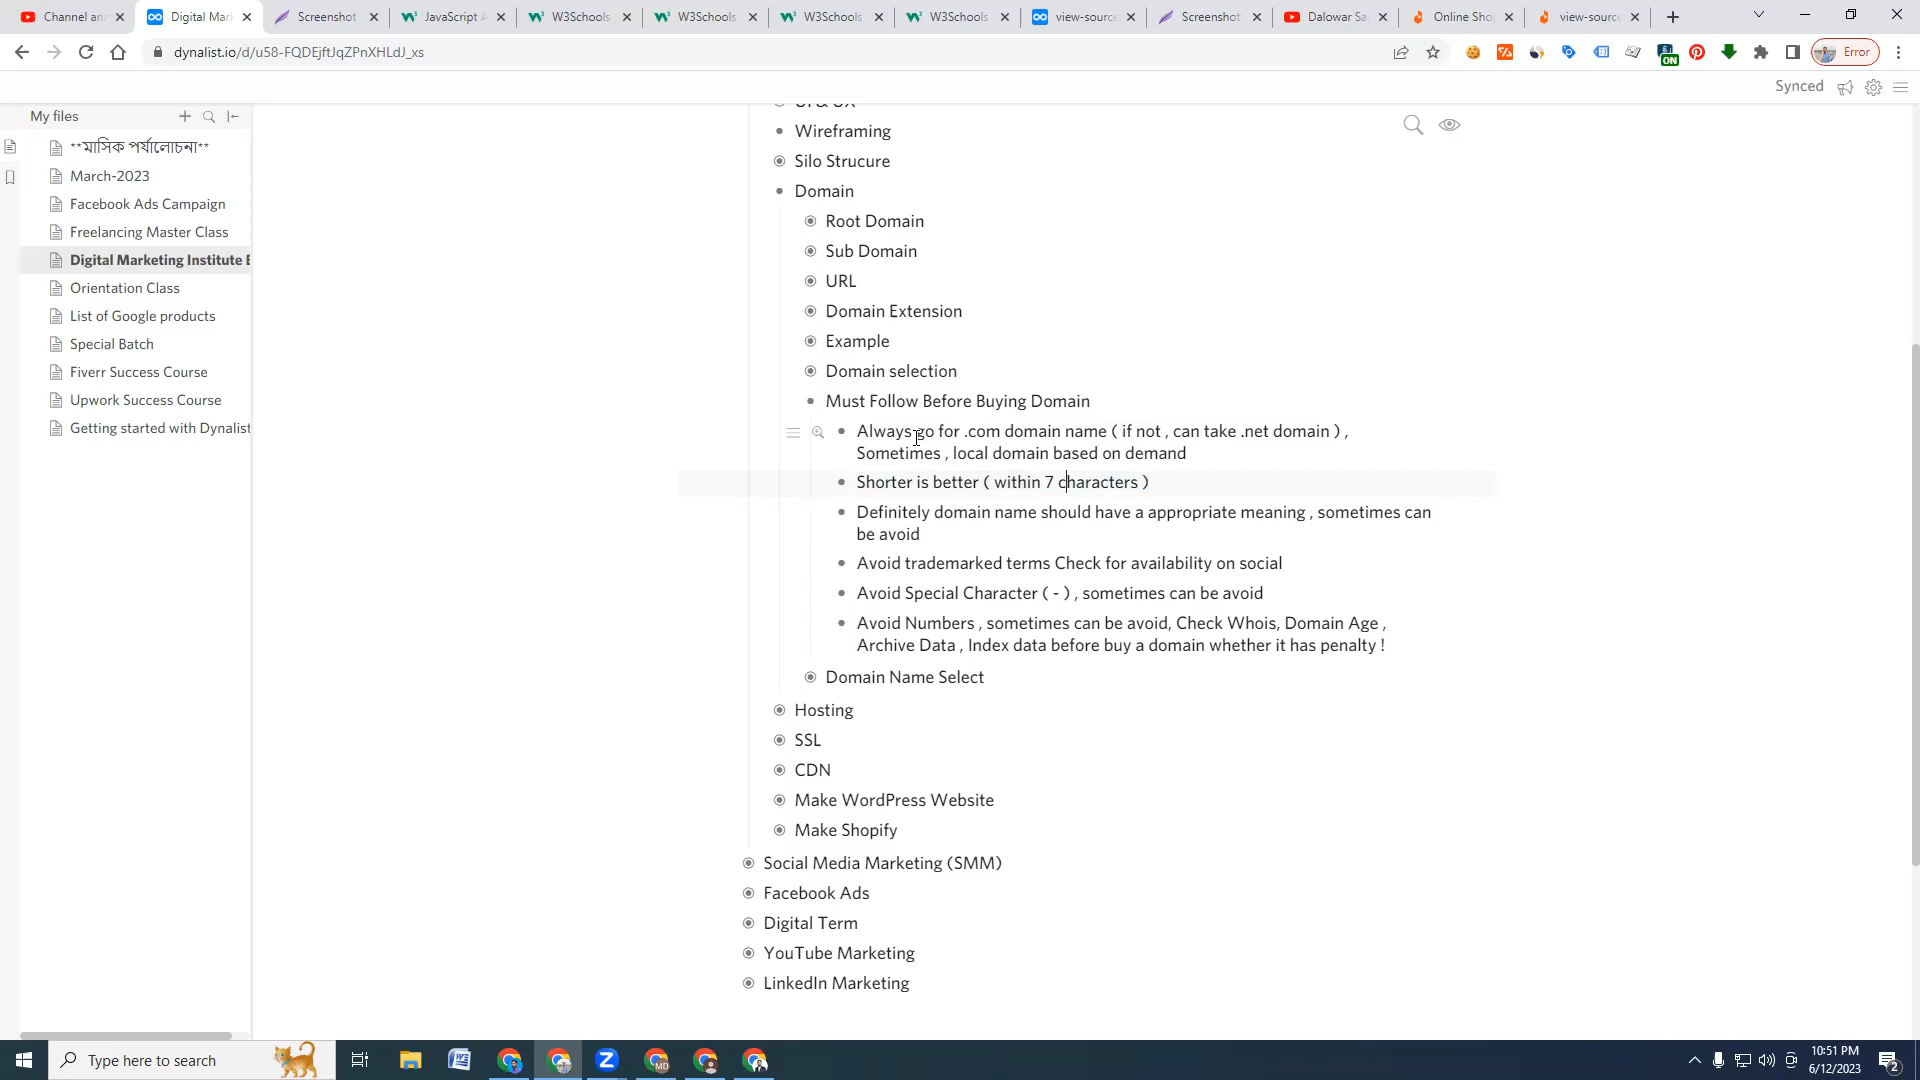 Channel an
Digital Mar
Screenshot
JavaScript A
W3Schools
W3Schools
W3Schools
W3Schools
view-source
Screenshot
Dalowar Sa
Online Sho
view-source
dynalist.io/d/u58-FQDEjftJqZPnXHLdJ_xs
ON
Error
Synced
My files
**মাসিক পর্যালোচনা**
March-2023
Facebook Ads Campaign
Freelancing Master Class
Digital Marketing Institute B
Orientation Class
List of Google products
Special Batch
Fiverr Success Course
Upwork Success Course
Getting started with Dynalist
UI & UX
Wireframing
Silo Strucure
Domain
Root Domain
Sub Domain
URL
Domain Extension
Example
Domain selection
Must Follow Before Buying Domain
Always go for .com domain name ( if not , can take .net domain ) ,
Sometimes , local domain based on demand
Shorter is better ( within 7 characters )
Definitely domain name should have a appropriate meaning , sometimes can
be avoid
Avoid trademarked terms Check for availability on social
Avoid Special Character ( - ) , sometimes can be avoid
Avoid Numbers , sometimes can be avoid, Check Whois, Domain Age ,
Archive Data , Index data before buy a domain whether it has penalty !
Domain Name Select
Hosting
SSL
CDN
Make WordPress Website
Make Shopify
Social Media Marketing (SMM)
Facebook Ads
Digital Term
YouTube Marketing
LinkedIn Marketing
Type here to search
MD
10:51 PM
6/12/2023
2